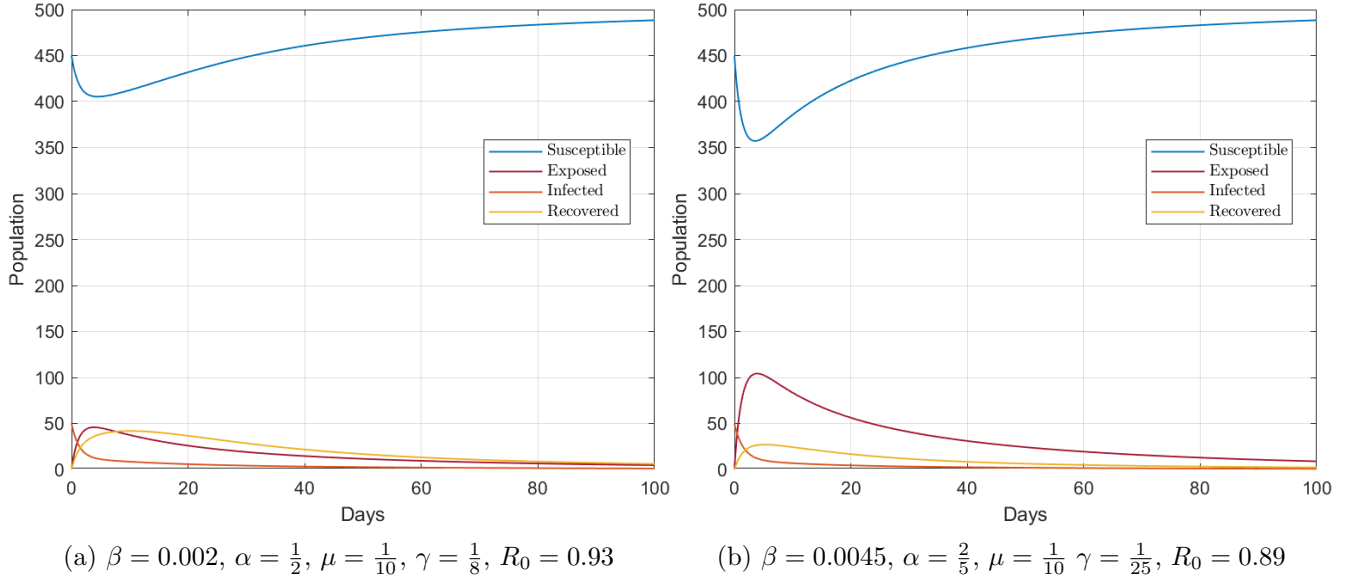 500
450
400
350
300
250
200
150
100
50
0
Population
Susceptible
Exposed
Infected
Recovered
0 20 40 60 80 100
Days
(a) β = 0.002, α = 1/2, μ = 1/10, γ = 1/8, R₀ = 0.93
500
450
400
350
300
250
200
150
100
50
0
Population
Susceptible
Exposed
Infected
Recovered
0 20 40 60 80 100
Days
(b) β = 0.0045, α = 2/5, μ = 1/10 γ = 1/25, R₀ = 0.89